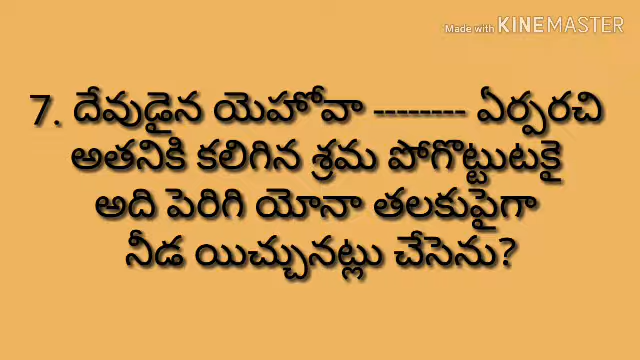 Made with KINEMASTER
7. దేవుడైన యెహోవా -------- ఏర్పరచి
అతనికి కలిగిన శ్రమ పోగొట్టుటకై
అది పెరిగి యోనా తలకుపైగా
నీడ యిచ్చునట్లు చేసెను?